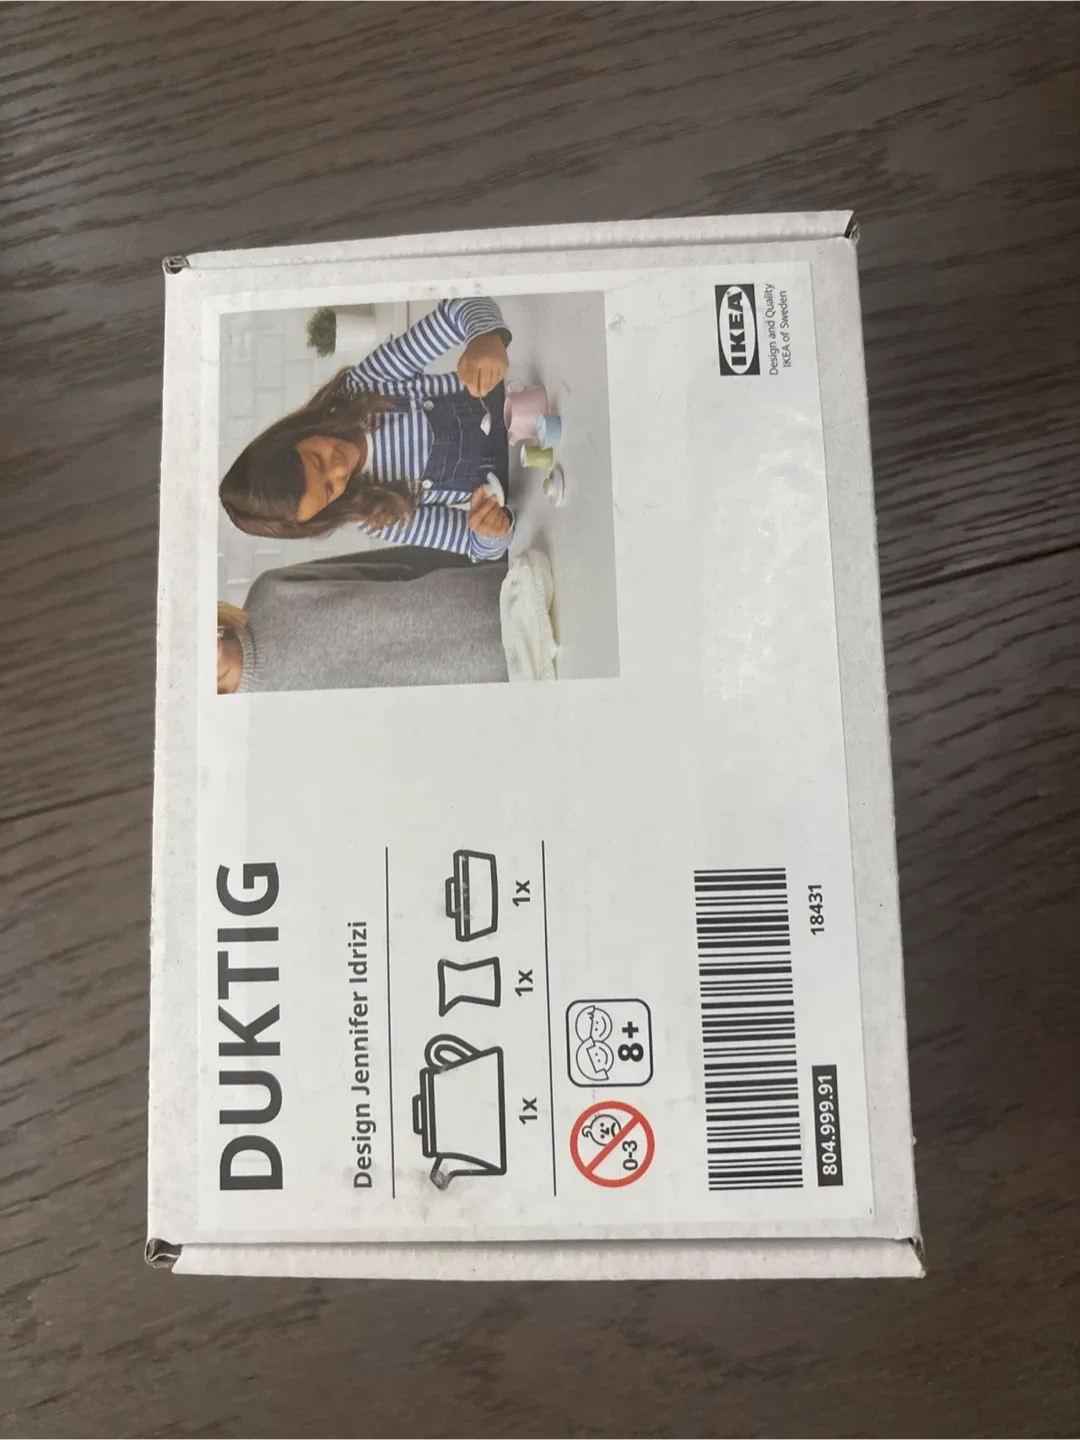 DUKTIG
Design Jennifer Idrizi
1x 1x 1x
0-3 8+
804.999.91 18431
IKEA
Design and Quality
IKEA of Sweden